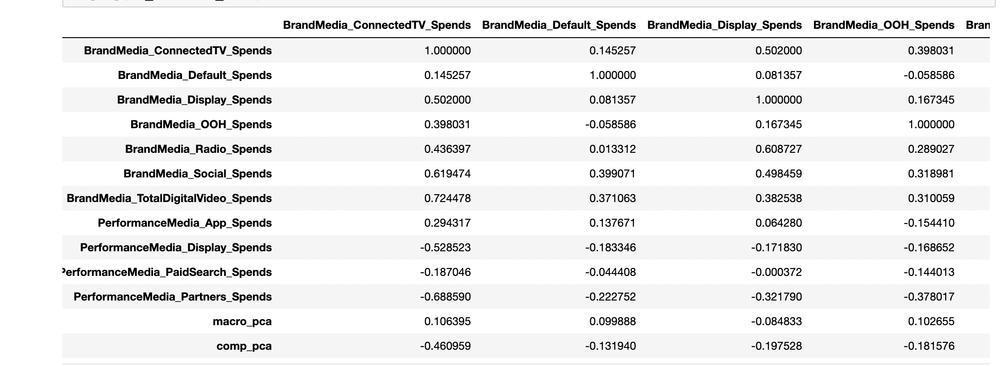 BrandMedia_ConnectedTV_Spends BrandMedia_Default_Spends BrandMedia_Display_Spends BrandMedia_OOH_Spends Bran
BrandMedia_ConnectedTV_Spends 1.000000 0.145257 0.502000 0.398031
BrandMedia_Default_Spends 0.145257 1.000000 0.081357 -0.058586
BrandMedia_Display_Spends 0.502000 0.081357 1.000000 0.167345
BrandMedia_OOH_Spends 0.398031 -0.058586 0.167345 1.000000
BrandMedia_Radio_Spends 0.436397 0.013312 0.608727 0.289027
BrandMedia_Social_Spends 0.619474 0.399071 0.498459 0.318981
BrandMedia_TotalDigitalVideo_Spends 0.724478 0.371063 0.382538 0.310059
PerformanceMedia_App_Spends 0.294317 0.137671 0.064280 -0.154410
PerformanceMedia_Display_Spends -0.528523 -0.183346 -0.171830 -0.168652
PerformanceMedia_PaidSearch_Spends -0.187046 -0.044408 -0.000372 -0.144013
PerformanceMedia_Partners_Spends -0.688590 -0.222752 -0.321790 -0.378017
macro_pca 0.106395 0.099888 -0.084833 0.102655
comp_pca -0.460959 -0.131940 -0.197528 -0.181576